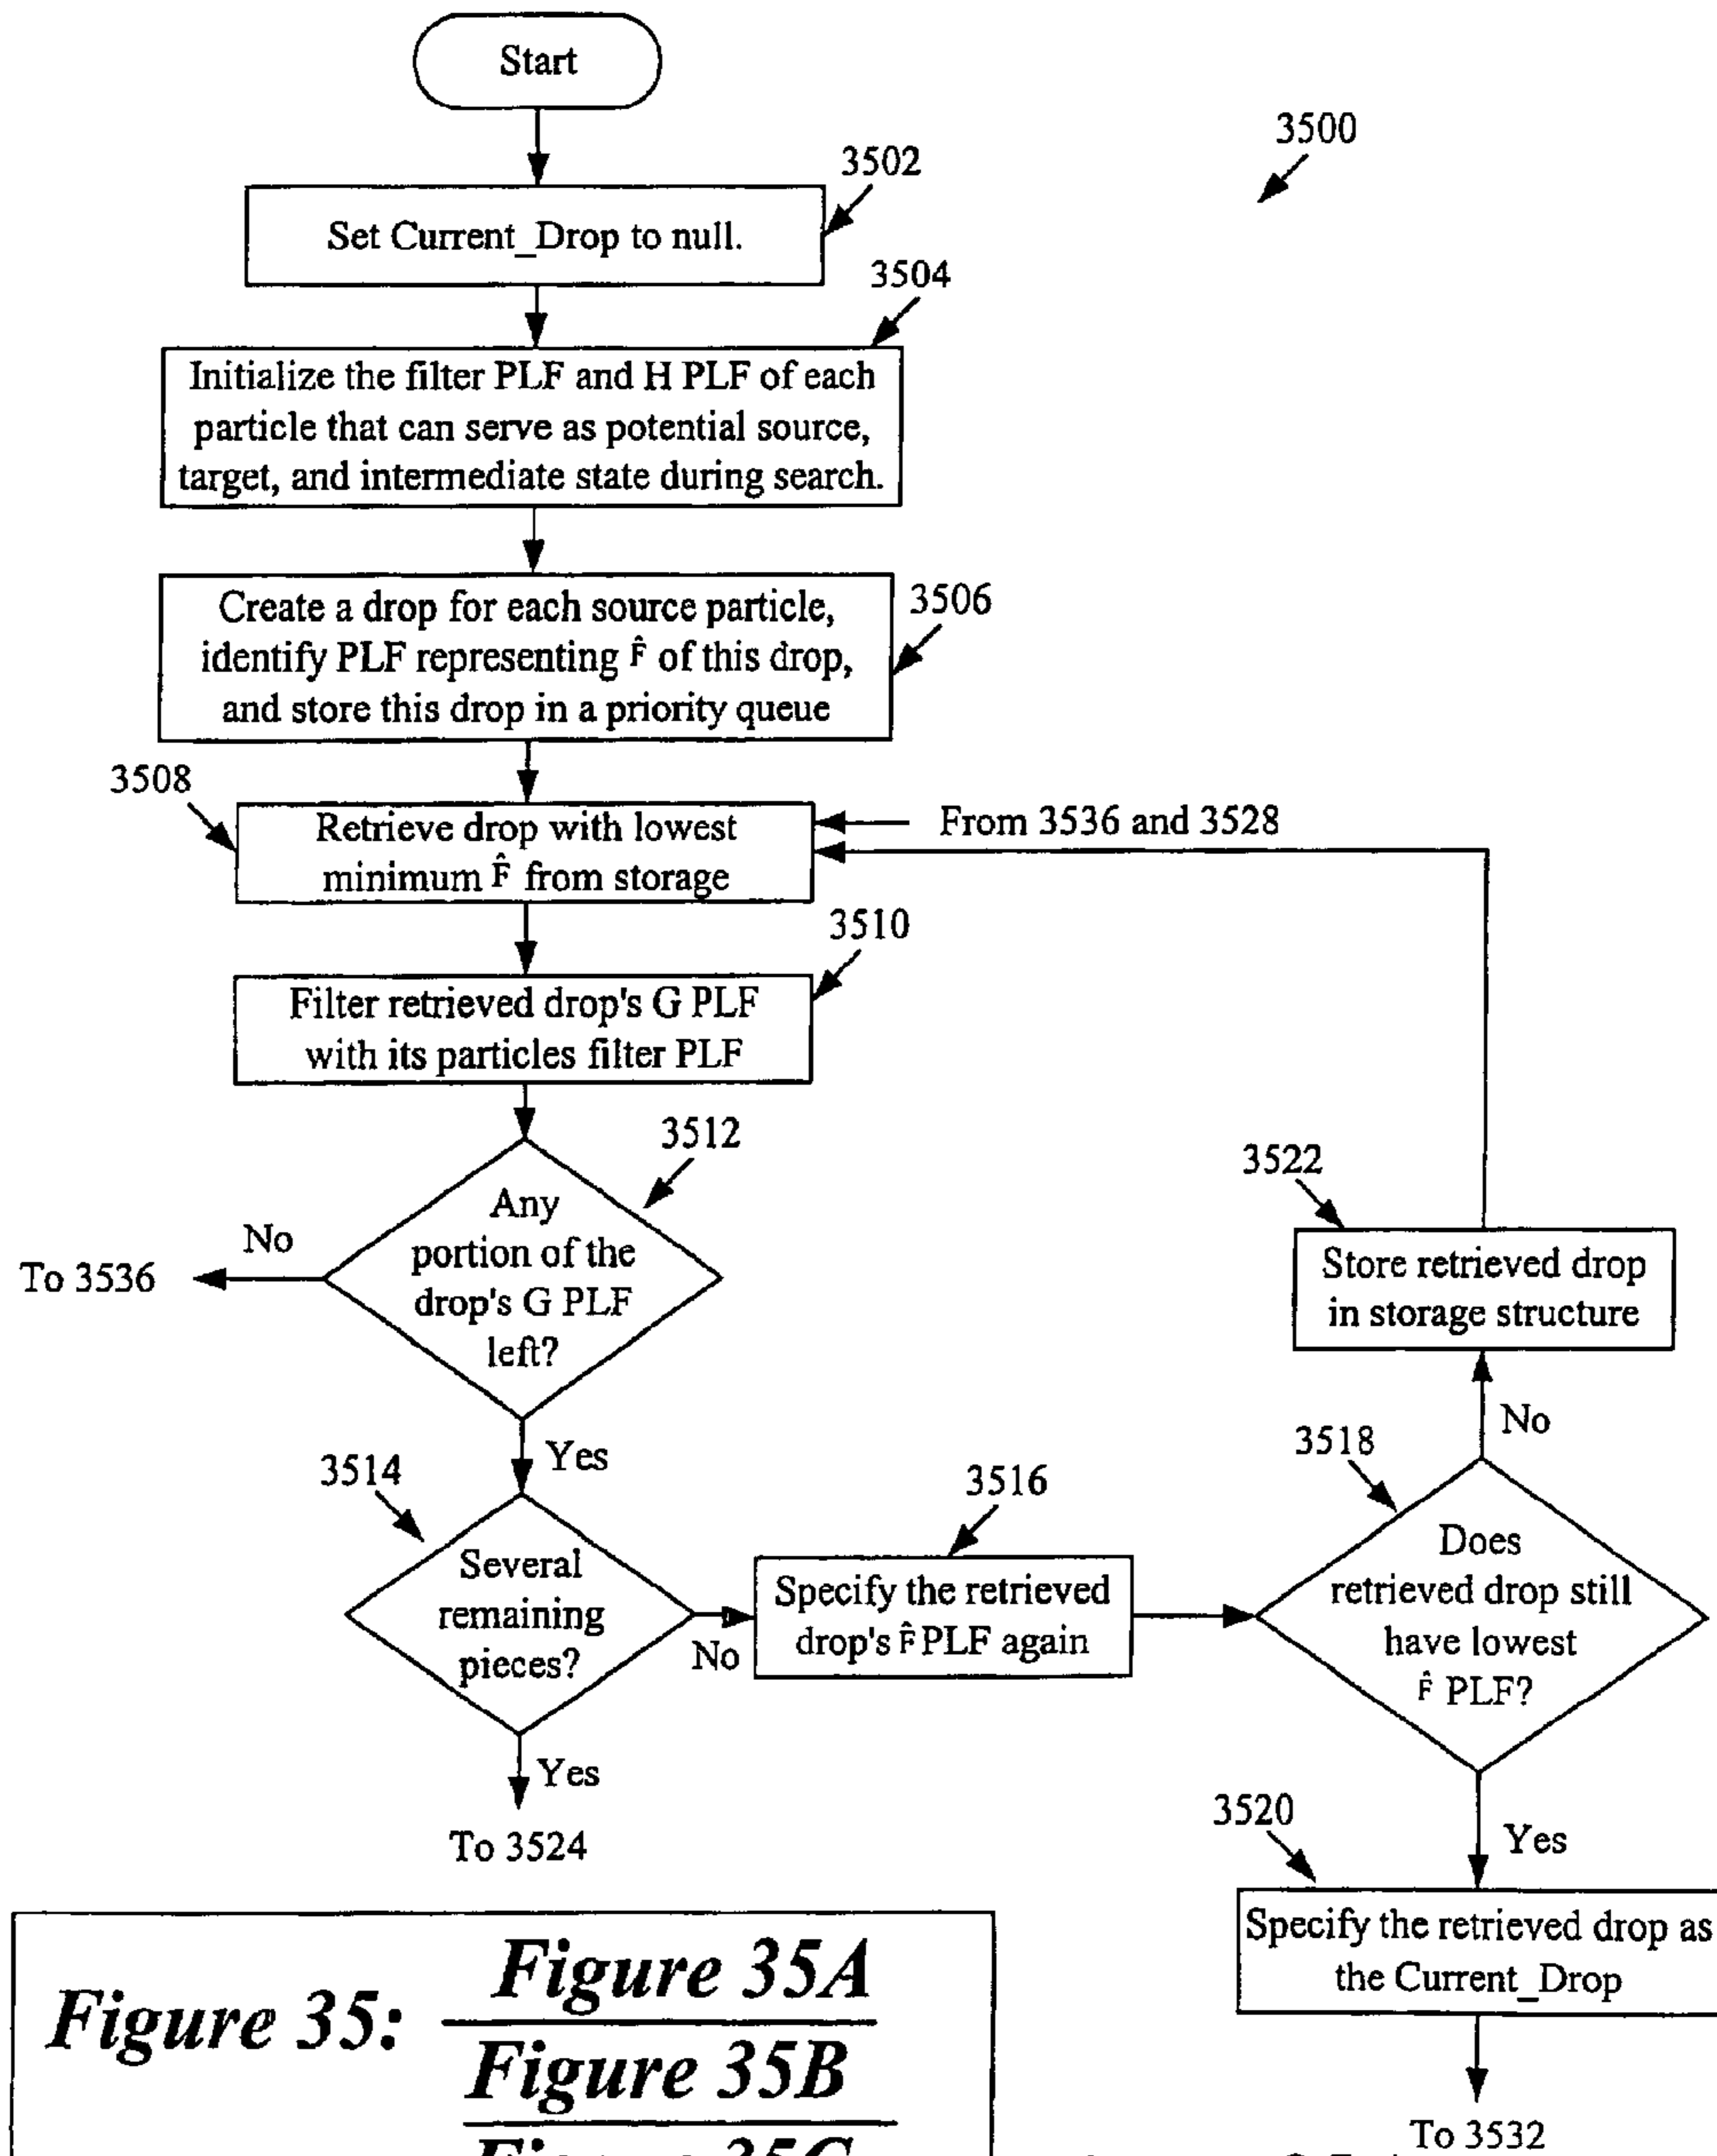 Start
3500
3502
Set Current_Drop to null.
3504
Initialize the filter PLF and H PLF of each
particle that can serve as potential source,
target, and intermediate state during search.
3506
Create a drop for each source particle,
identify PLF representing F̂ of this drop,
and store this drop in a priority queue
3508
Retrieve drop with lowest
minimum F̂ from storage
From 3536 and 3528
3510
Filter retrieved drop's G PLF
with its particles filter PLF
3512
Any
portion of the
drop's G PLF
left?
No
To 3536
Yes
3514
Several
remaining
pieces?
No
Yes
To 3524
3516
Specify the retrieved
drop's F̂ PLF again
3518
Does
retrieved drop still
have lowest
F̂ PLF?
No
3522
Store retrieved drop
in storage structure
Yes
3520
Specify the retrieved drop as
the Current_Drop
To 3532
Figure 35:
Figure 35A
Figure 35B
Figure 35C